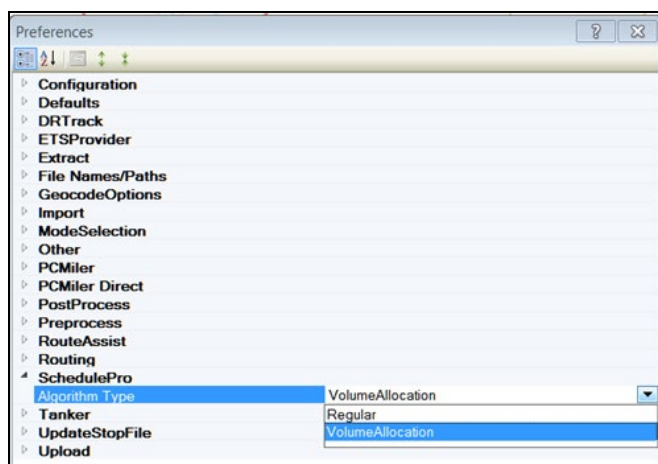 Preferences
Configuration
Defaults
DRTrack
ETSProvider
Extract
File Names/Paths
GeocodeOptions
Import
ModeSelection
Other
PCMiler
PCMiler Direct
PostProcess
Preprocess
RouteAssist
Routing
SchedulePro
Algorithm Type VolumeAllocation
Tanker Regular
UpdateStopFile VolumeAllocation
Upload